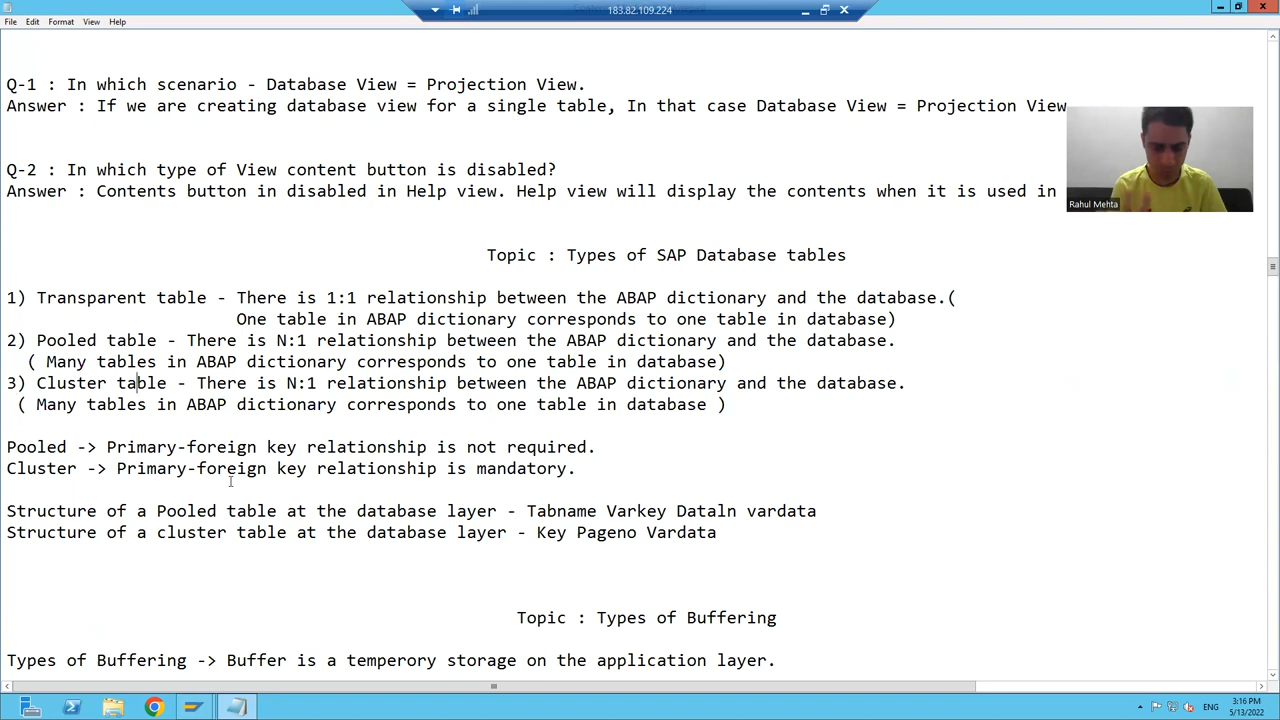 183.82.109.224
File Edit Format View Help
Q-1 : In which scenario - Database View = Projection View.
Answer : If we are creating database view for a single table, In that case Database View = Projection View
Rahul Mehta
Q-2 : In which type of View content button is disabled?
Answer : Contents button in disabled in Help view. Help view will display the contents when it is used in
Topic : Types of SAP Database tables
1) Transparent table - There is 1:1 relationship between the ABAP dictionary and the database.(
One table in ABAP dictionary corresponds to one table in database)
2) Pooled table - There is N:1 relationship between the ABAP dictionary and the database.
( Many tables in ABAP dictionary corresponds to one table in database)
3) Cluster table - There is N:1 relationship between the ABAP dictionary and the database.
( Many tables in ABAP dictionary corresponds to one table in database )
Pooled -> Primary-foreign key relationship is not required.
Cluster -> Primary-foreign key relationship is mandatory.
Structure of a Pooled table at the database layer - Tabname Varkey Dataln vardata
Structure of a cluster table at the database layer - Key Pageno Vardata
Topic : Types of Buffering
Types of Buffering -> Buffer is a temperory storage on the application layer.
ENG
3:16 PM
5/13/2022